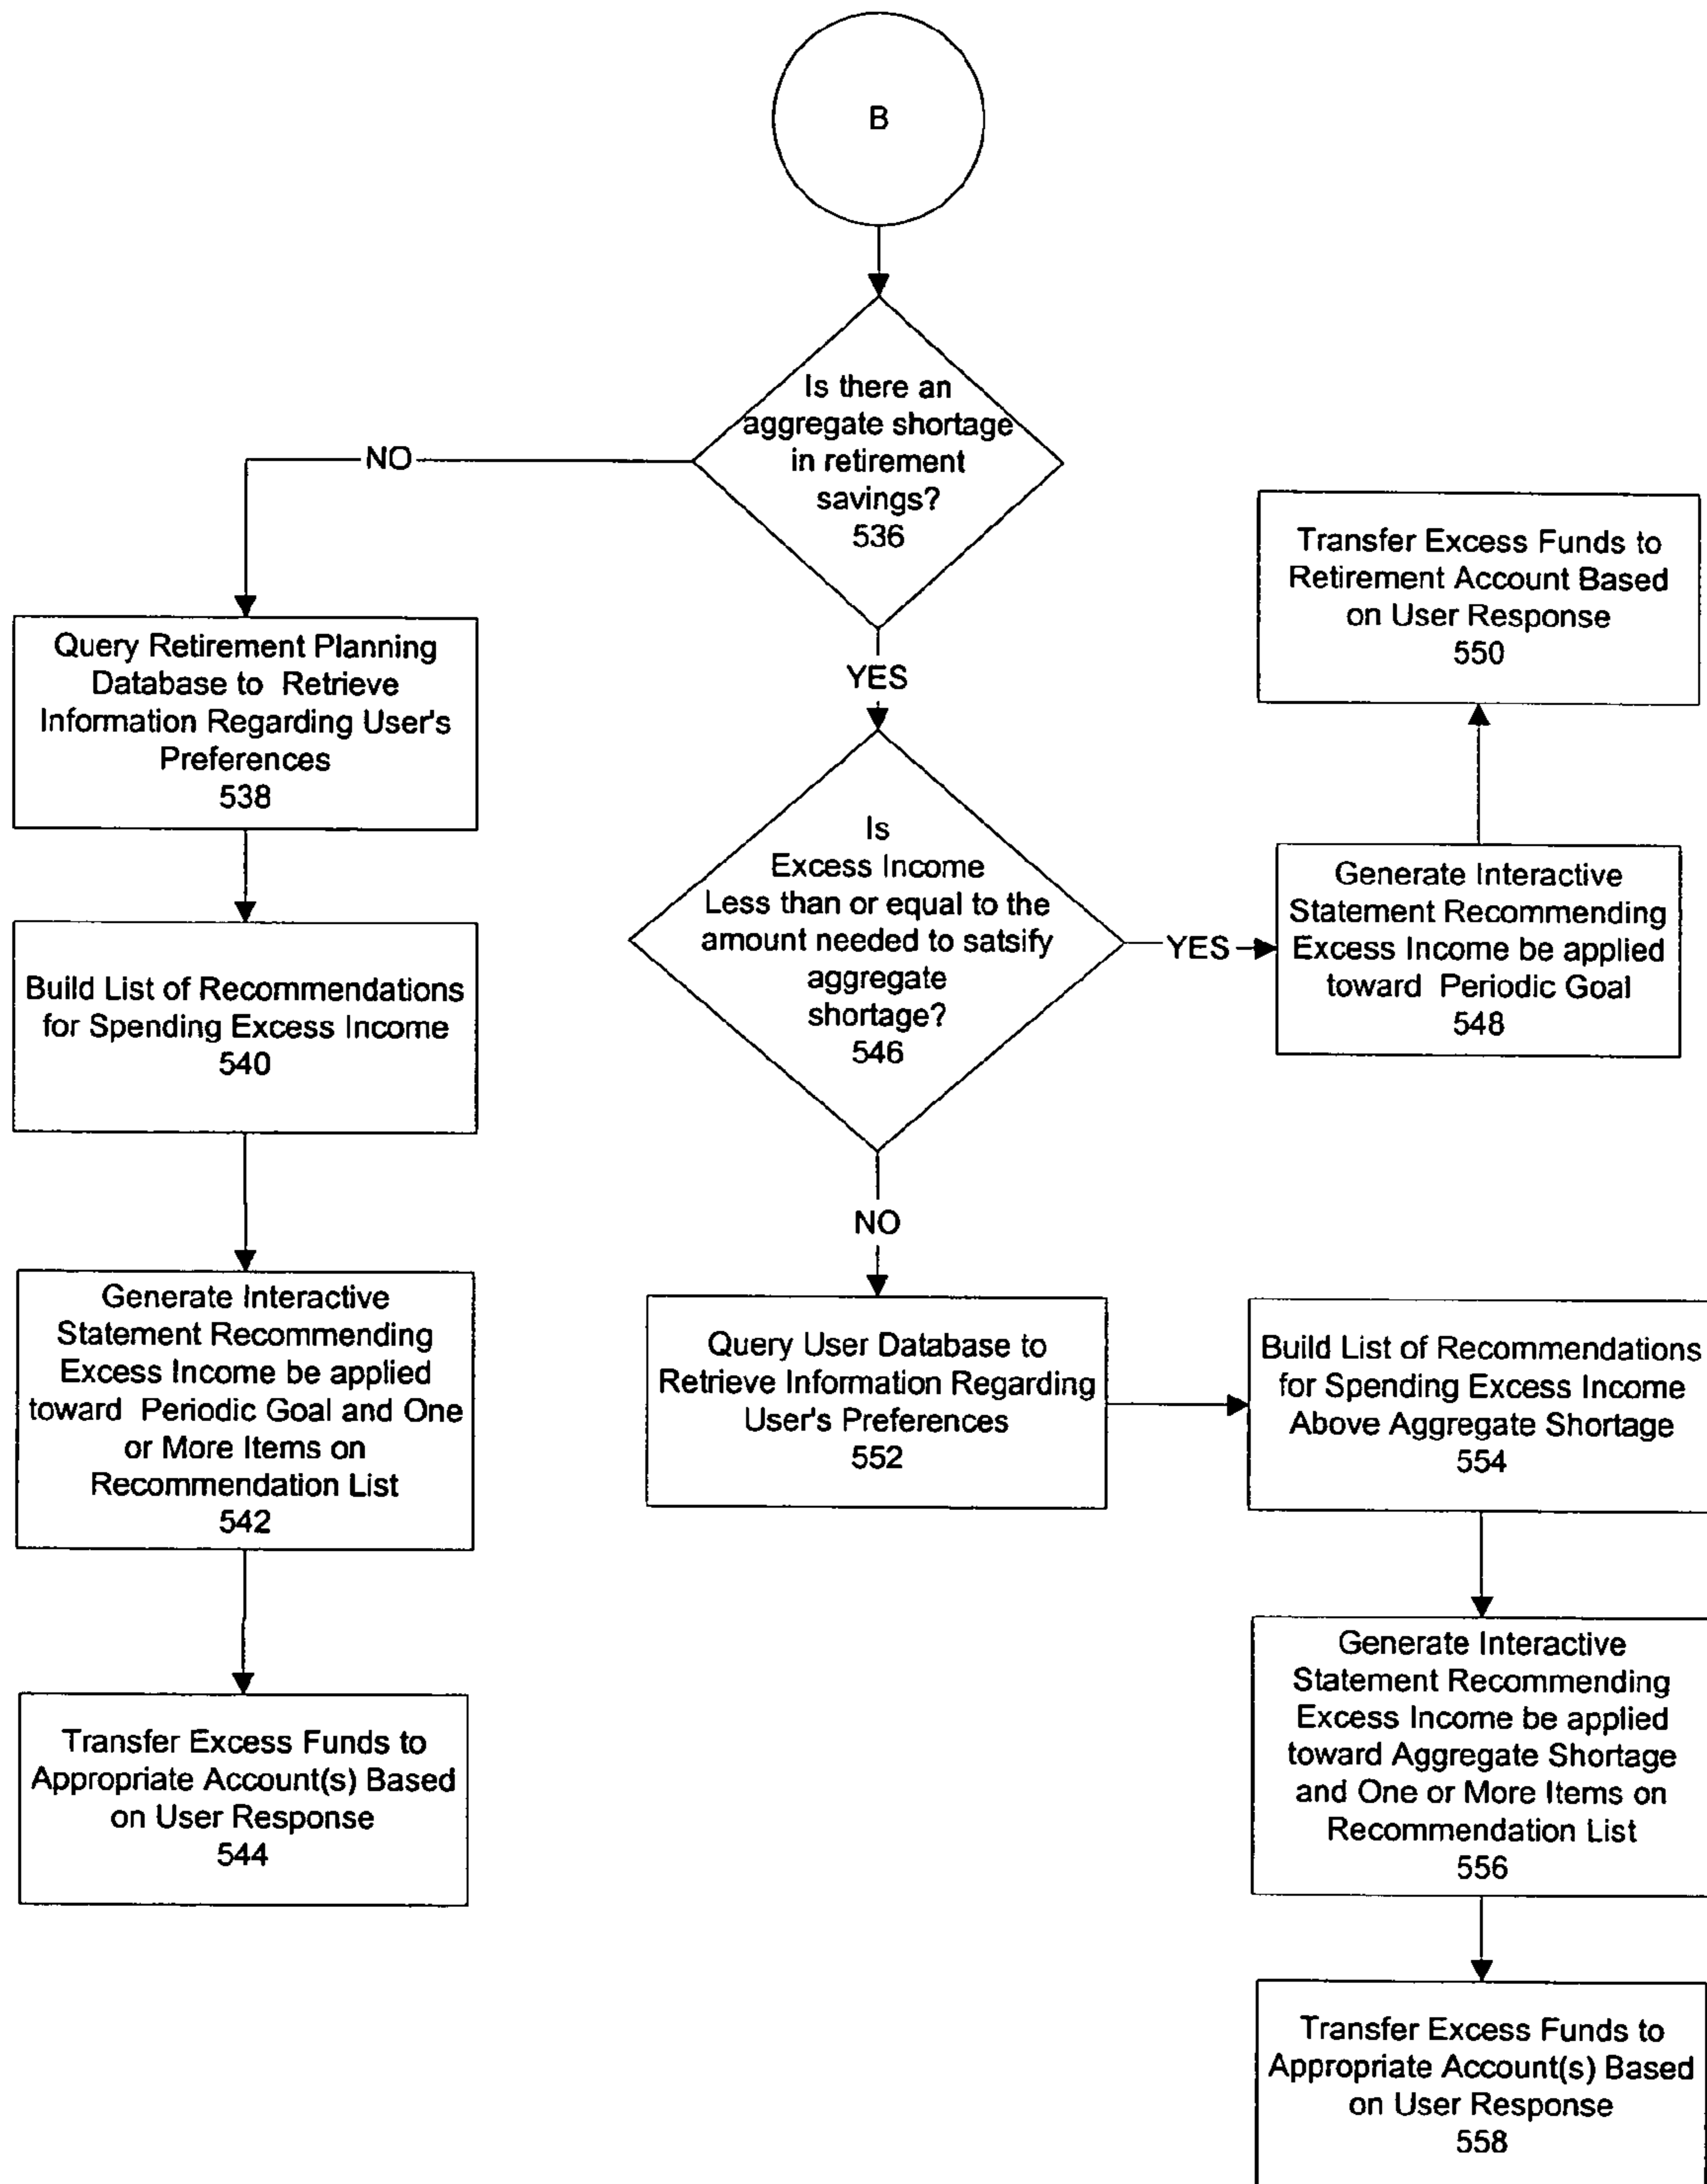 B
Is there an
aggregate shortage
in retirement
savings?
536
NO
YES
Query Retirement Planning
Database to Retrieve
Information Regarding User's
Preferences
538
Build List of Recommendations
for Spending Excess Income
540
Generate Interactive
Statement Recommending
Excess Income be applied
toward Periodic Goal and One
or More Items on
Recommendation List
542
Transfer Excess Funds to
Appropriate Account(s) Based
on User Response
544
Is
Excess Income
Less than or equal to the
amount needed to satsify
aggregate
shortage?
546
YES
Generate Interactive
Statement Recommending
Excess Income be applied
toward Periodic Goal
548
Transfer Excess Funds to
Retirement Account Based
on User Response
550
NO
Query User Database to
Retrieve Information Regarding
User's Preferences
552
Build List of Recommendations
for Spending Excess Income
Above Aggregate Shortage
554
Generate Interactive
Statement Recommending
Excess Income be applied
toward Aggregate Shortage
and One or More Items on
Recommendation List
556
Transfer Excess Funds to
Appropriate Account(s) Based
on User Response
558